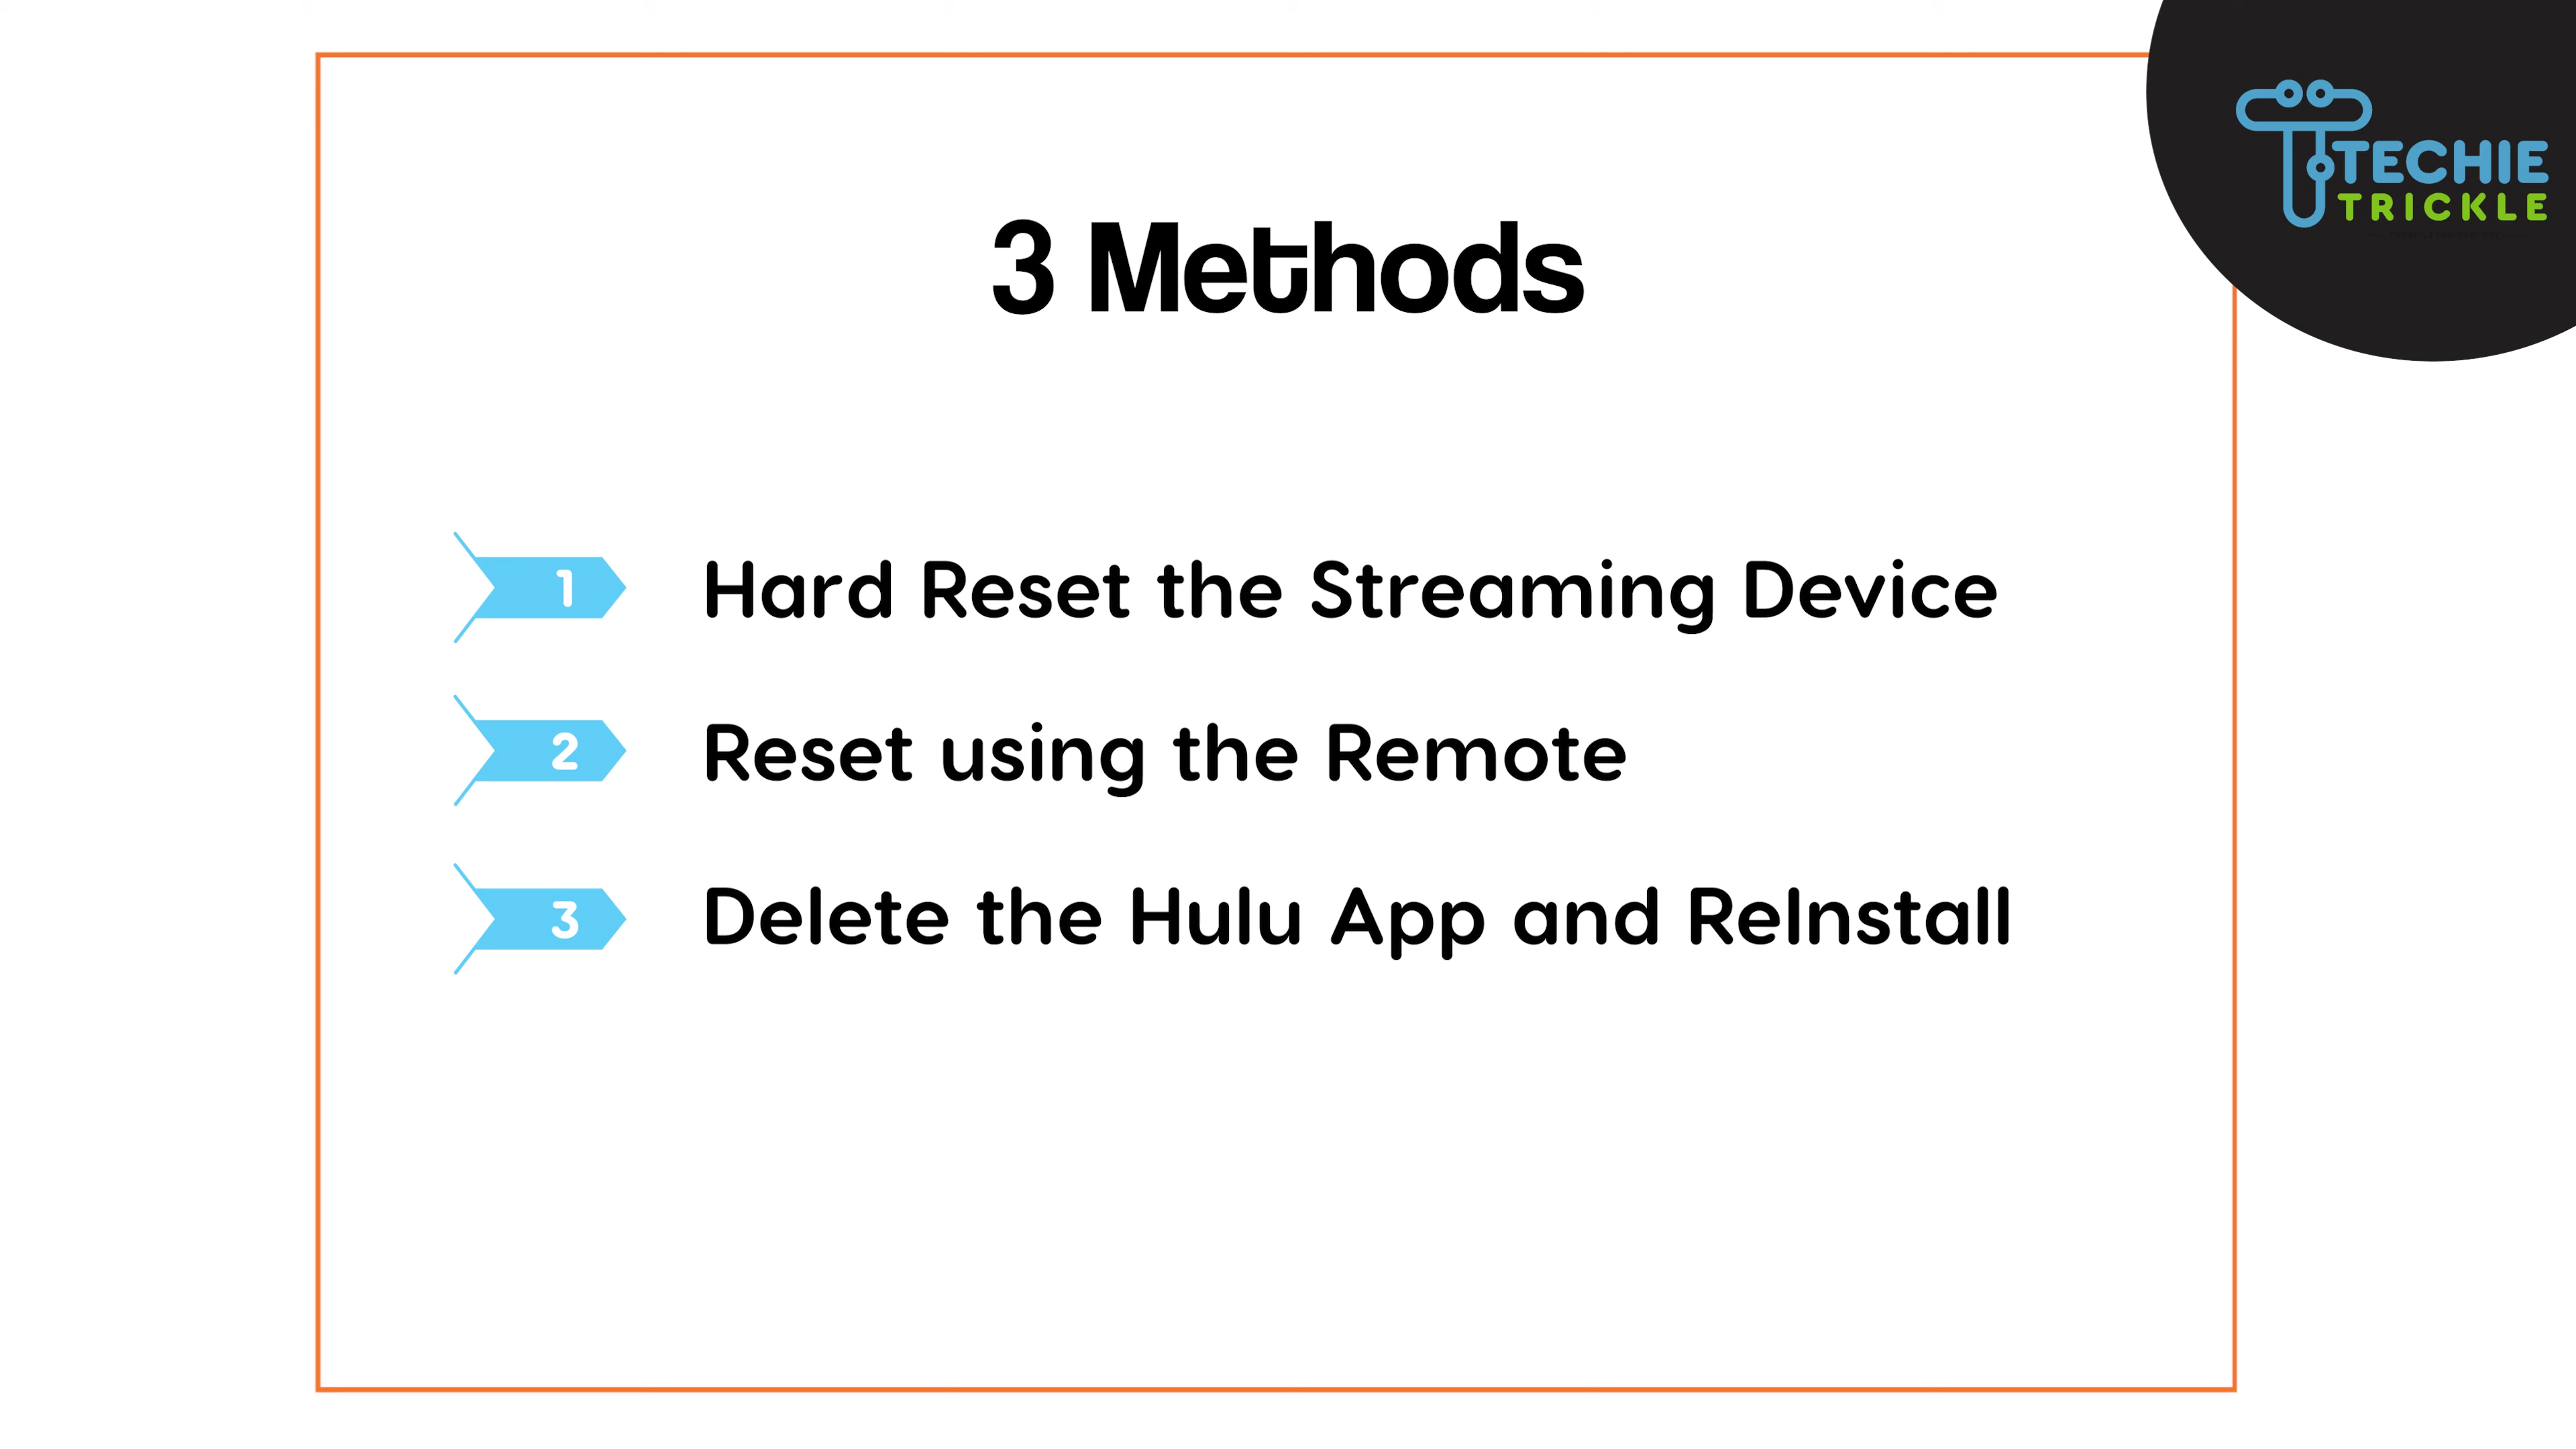 TECHIE
TRICKLE
3 Methods
1 Hard Reset the Streaming Device
2 Reset using the Remote
3 Delete the Hulu App and ReInstall